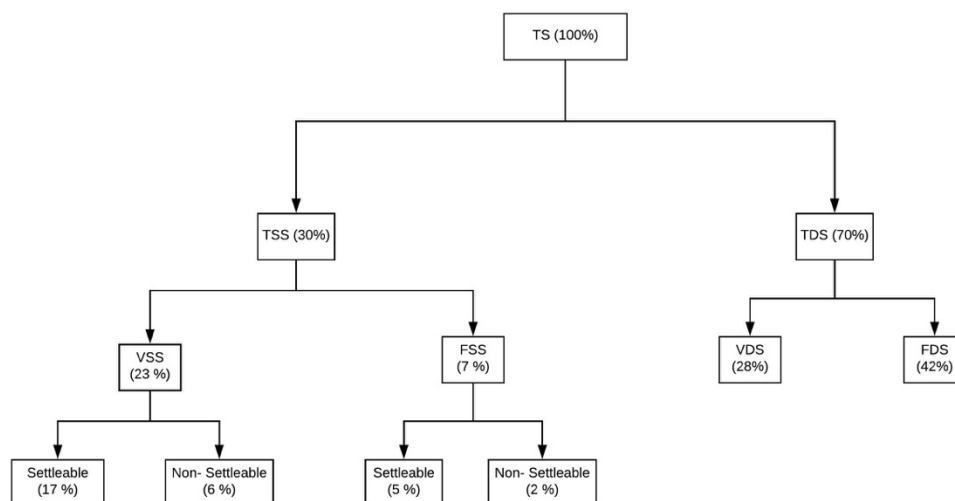 TS (100%)
TSS (30%)
TDS (70%)
VSS
(23 %)
FSS
(7 %)
VDS
(28%)
FDS
(42%)
Settleable
(17 %)
Non- Settleable
(6 %)
Settleable
(5 %)
Non- Settleable
(2 %)